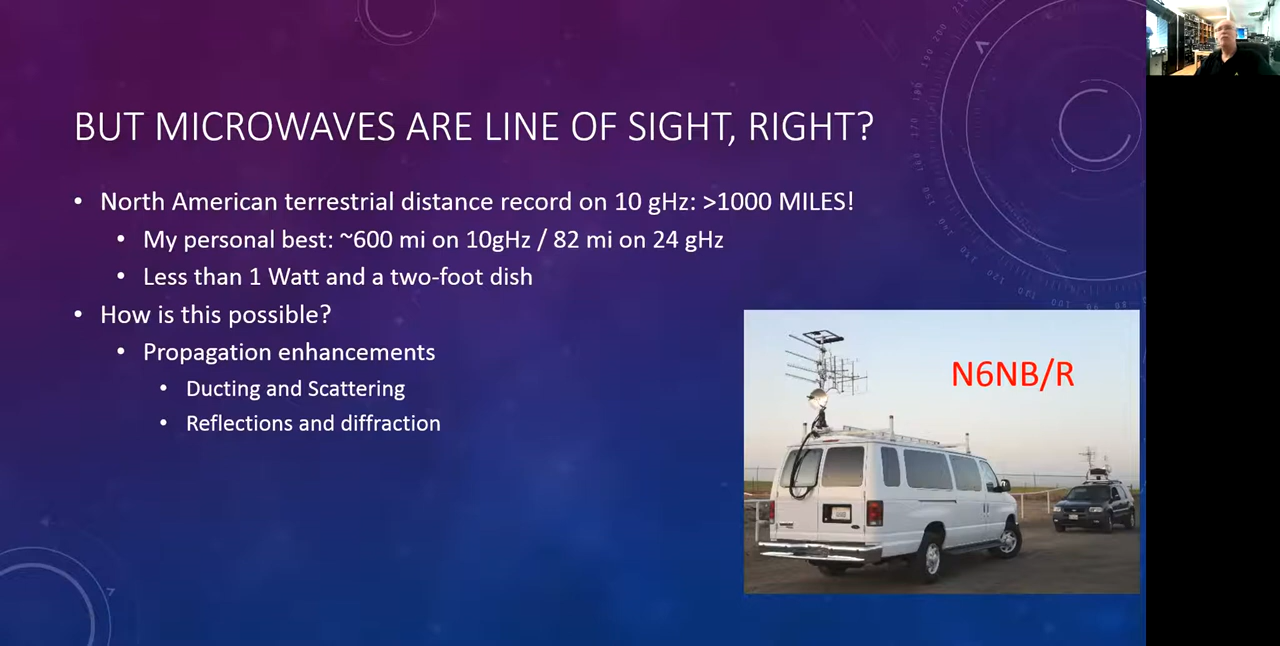 BUT MICROWAVES ARE LINE OF SIGHT, RIGHT?
• North American terrestrial distance record on 10 gHz: >1000 MILES!
• My personal best: ~600 mi on 10gHz / 82 mi on 24 gHz
• Less than 1 Watt and a two-foot dish
• How is this possible?
• Propagation enhancements
• Ducting and Scattering
• Reflections and diffraction
N6NB/R